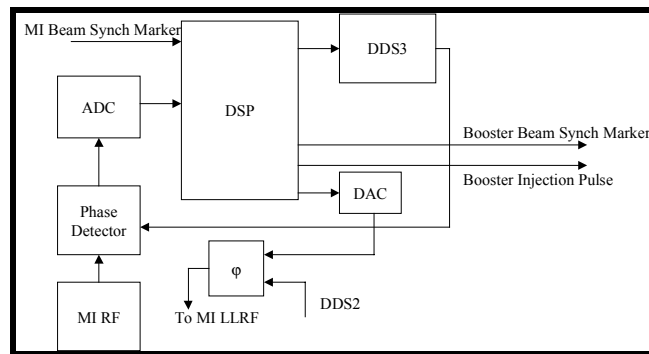 MI Beam Synch Marker
DDS3
ADC
DSP
Booster Beam Synch Marker
Booster Injection Pulse
DAC
Phase
Detector
φ
DDS2
MI RF
To MI LLRF